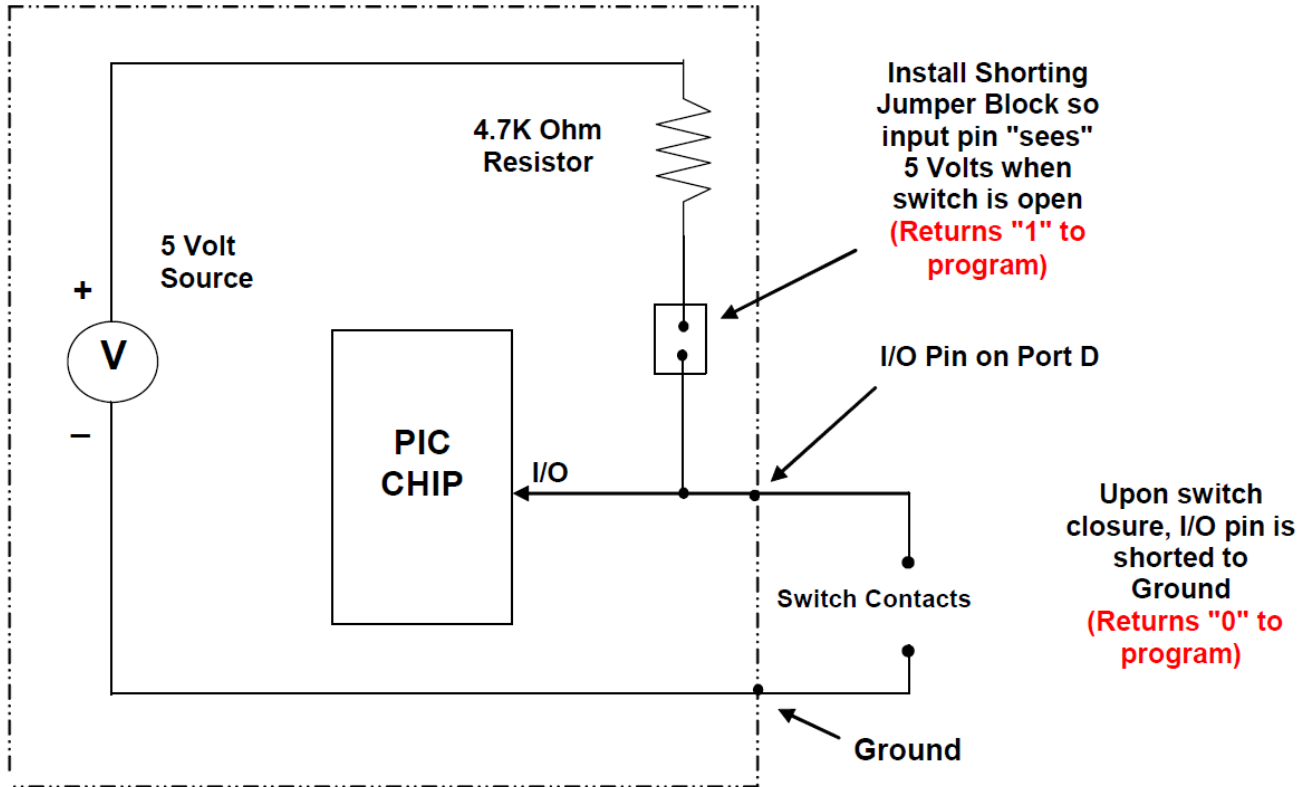 Install Shorting
Jumper Block so
input pin "sees"
5 Volts when
switch is open
(Returns "1" to
program)
4.7K Ohm
Resistor
5 Volt
Source
+
V
–
I/O Pin on Port D
PIC
CHIP
I/O
Upon switch
closure, I/O pin is
shorted to
Ground
(Returns "0" to
program)
Switch Contacts
Ground